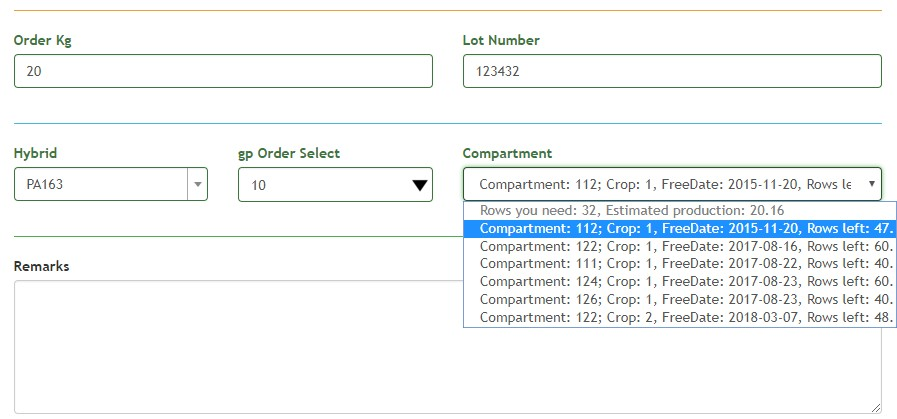 Order Kg
Lot Number
20
123432
Hybrid
gp Order Select
Compartment
PA163
10
Compartment: 112; Crop: 1, FreeDate: 2015-11-20, Rows le
Rows you need: 32, Estimated production: 20.16
Compartment: 112; Crop: 1, FreeDate: 2015-11-20, Rows left: 47.
Compartment: 122; Crop: 1, FreeDate: 2017-08-16, Rows left: 60.
Compartment: 111; Crop: 1, FreeDate: 2017-08-22, Rows left: 40.
Compartment: 124; Crop: 1, FreeDate: 2017-08-23, Rows left: 60.
Compartment: 126; Crop: 1, FreeDate: 2017-08-23, Rows left: 40.
Compartment: 122; Crop: 2, FreeDate: 2018-03-07, Rows left: 48.
Remarks